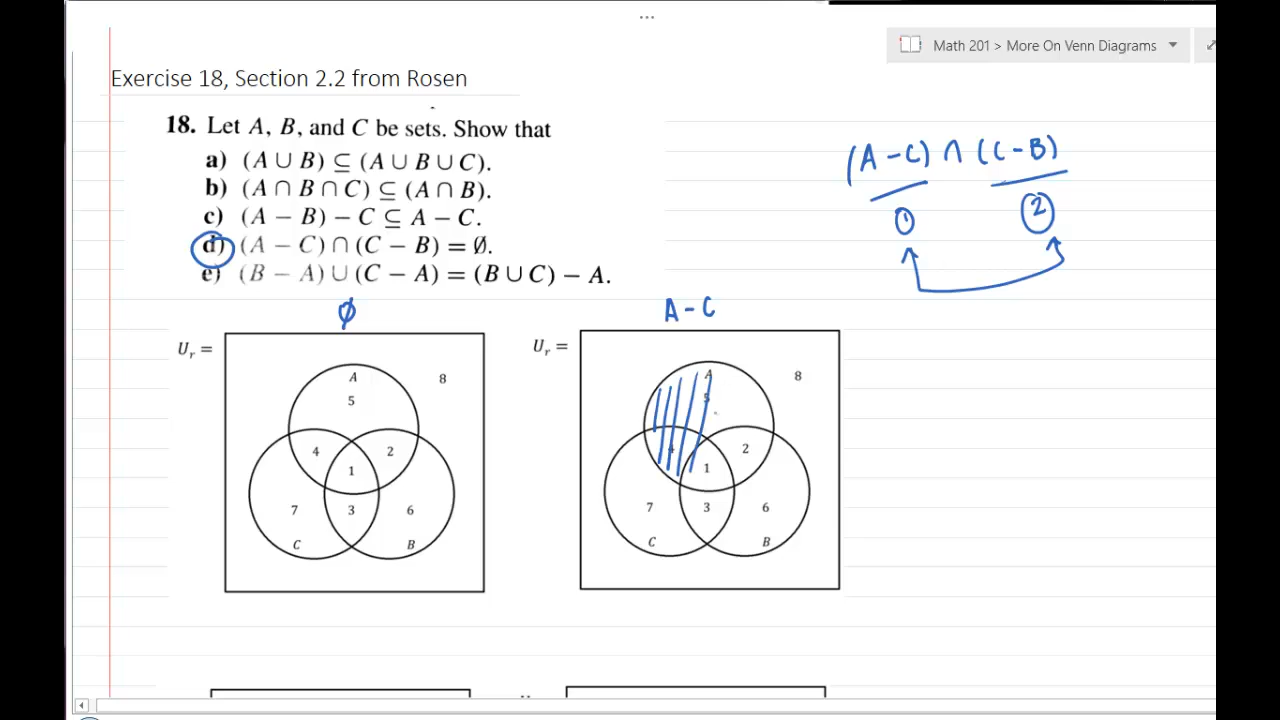 ...
Math 201 > More On Venn Diagrams
Exercise 18, Section 2.2 from Rosen
18. Let A, B, and C be sets. Show that
a) (A ∪ B) ⊆ (A ∪ B ∪ C).
b) (A ∩ B ∩ C) ⊆ (A ∩ B).
c) (A − B) − C ⊆ A − C.
d) (A − C) ∩ (C − B) = ∅.
e) (B − A) ∪ (C − A) = (B ∪ C) − A.
(A - C) ∩ (C - B)
① ②
∅
U_r =
A
5
8
4
2
1
7
3
6
C
B
A - C
U_r =
A
5
8
4
2
1
7
3
6
C
B